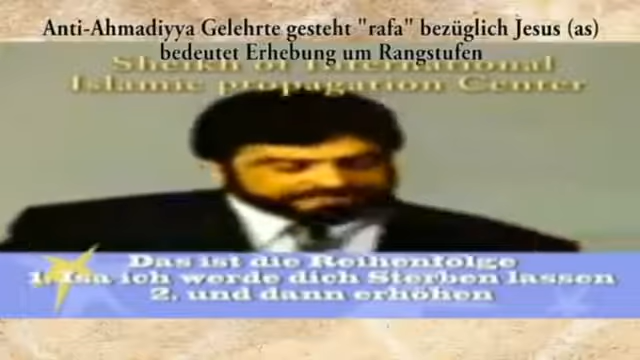 Anti-Ahmadiyya Gelehrte gesteht "rafa" bezüglich Jesus (as)
bedeutet Erhebung um Rangstufen
Sheikh of International
Islamic propagation Center
Das ist die Reihenfolge
1. Isa ich werde dich Sterben lassen
2. und dann erhöhen